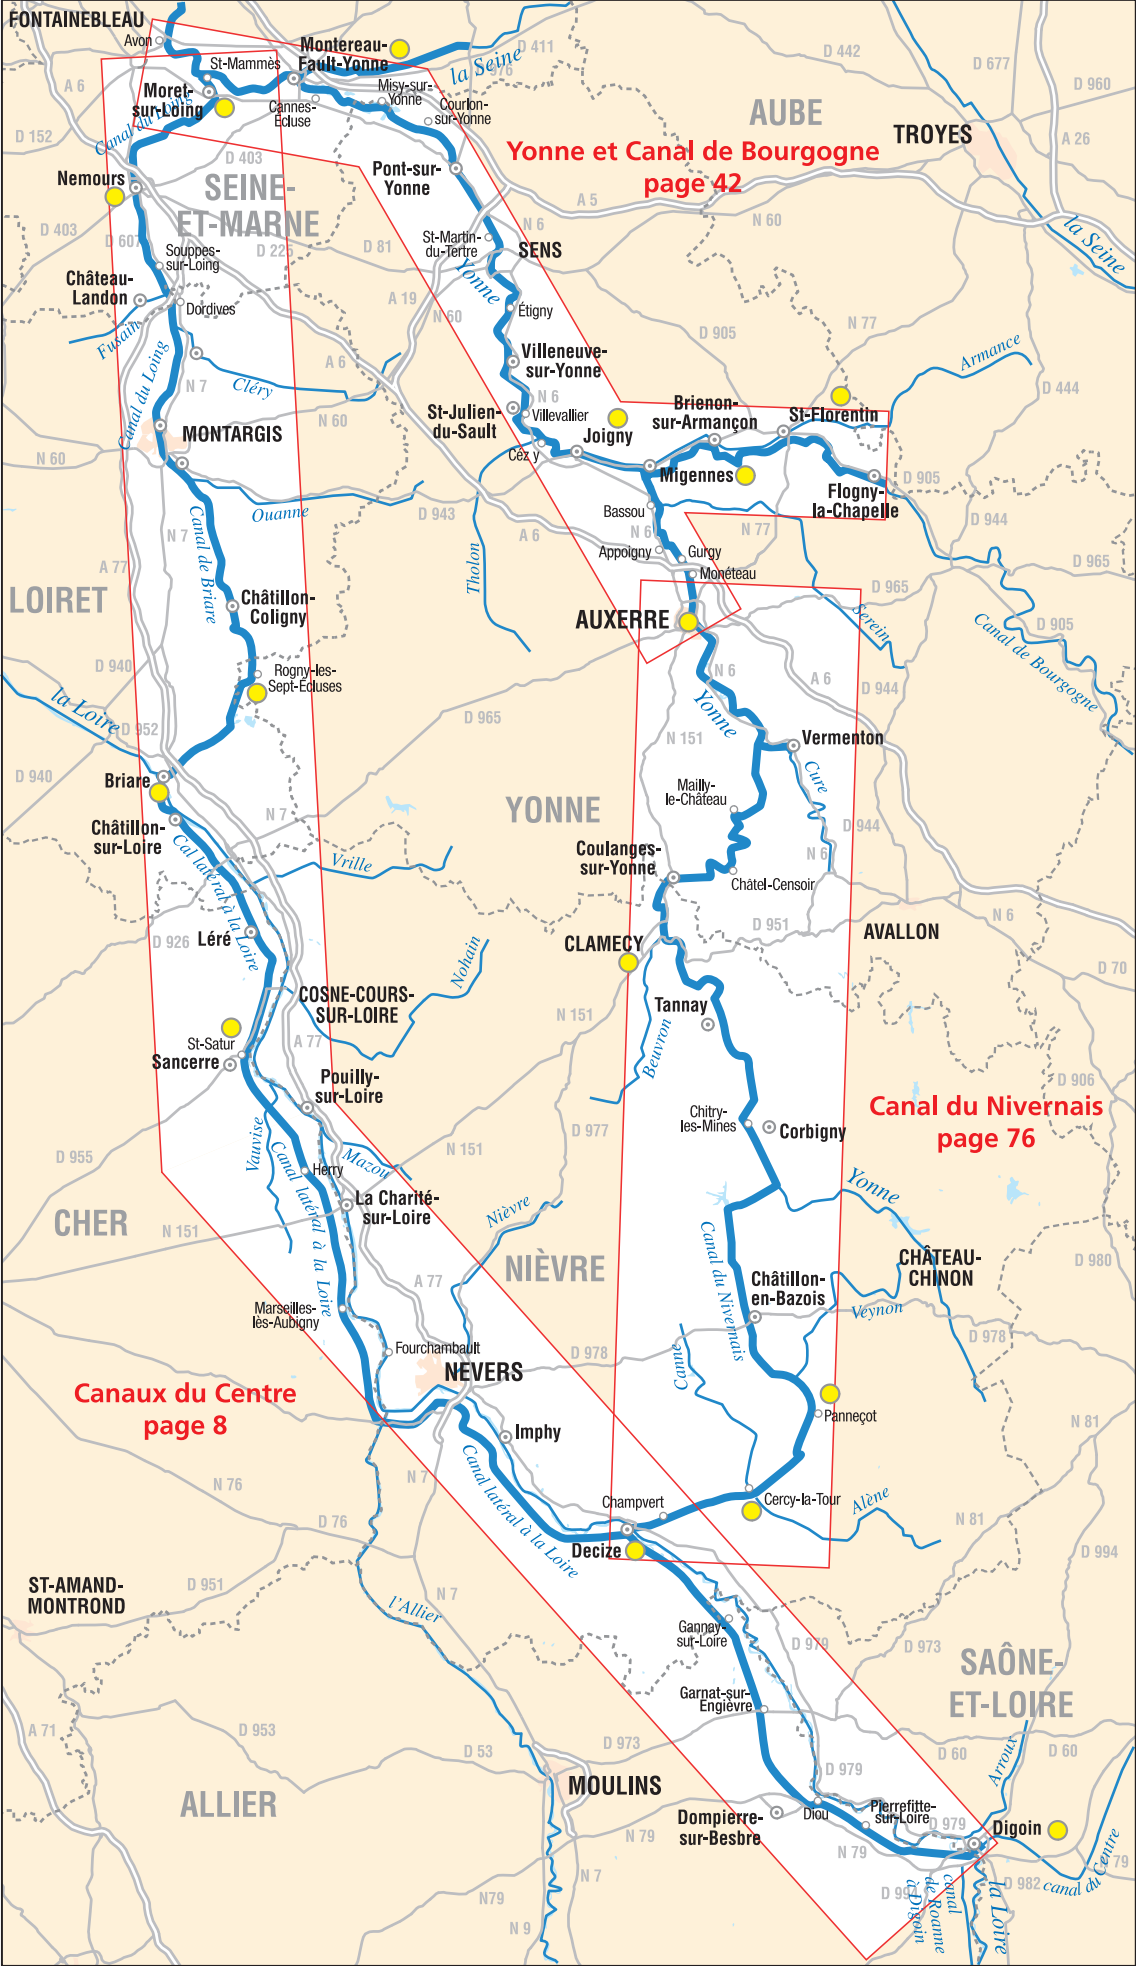 FONTAINEBLEAU
Avon
St-Mammès
Montereau-
Fault-Yonne
la Seine
D 411
D 442
D 677
D 960
A 6
Moret-
sur-Loing
Canal du Loing
Cannes-
Écluse
Misy-sur-
Yonne
Courlon-
sur-Yonne
AUBE
TROYES
A 26
D 152
D 403
Yonne et Canal de Bourgogne
page 42
Nemours
SEINE-
ET-MARNE
Pont-sur-
Yonne
A 5
N 60
la Seine
D 403
D 607
D 225
D 81
N 6
St-Martin-
du-Tertre
SENS
Yonne
Souppes-
sur-Loing
Château-
Landon
Dordives
Fusain
A 19
N 60
Étigny
D 905
N 77
Armance
Canal du Loing
A 6
N 7
Cléry
Villeneuve-
sur-Yonne
D 444
N 6
St-Julien-
du-Sault
Villevallier
Joigny
Brienon-
sur-Armançon
St-Florentin
MONTARGIS
N 60
N 60
Cézy
Migennes
Flogny-
la-Chapelle
D 905
Ouanne
D 943
A 6
Tholon
Bassou
N 6
Appoigny
Gurgy
Monéteau
N 77
D 944
D 965
N 7
A 77
Canal de Briare
LOIRET
Châtillon-
Coligny
AUXERRE
D 965
Serein
D 905
Canal de Bourgogne
D 940
Rogny-les-
Sept-Écluses
la Loire
D 952
D 965
N 6
A 6
D 944
Yonne
N 151
Vermenton
Cure
D 940
Briare
Mailly-
le-Château
Châtillon-
sur-Loire
N 7
YONNE
D 944
N 6
Coulanges-
sur-Yonne
Cal latéral à la Loire
Vrille
Châtel-Censoir
D 926
Léré
D 951
AVALLON
N 6
CLAMECY
Nohain
D 70
COSNE-COURS-
SUR-LOIRE
Tannay
N 151
St-Satur
Sancerre
A 77
Beuvron
Pouilly-
sur-Loire
D 906
Canal du Nivernais
page 76
Chitry-
les-Mines
Corbigny
D 977
Vauvise
D 955
Herry
Mazou
N 151
Canal latéral à la Loire
Yonne
La Charité-
sur-Loire
Nièvre
CHER
N 151
Canal du Nivernais
CHÂTEAU-
CHINON
D 980
NIÈVRE
A 77
Châtillon-
en-Bazois
Veynon
Marseilles-
lès-Aubigny
Fourchambault
NEVERS
D 978
D 978
Canne
Canaux du Centre
page 8
Panneçot
N 81
Imphy
N 76
N 7
Canal latéral à la Loire
D 76
Champvert
Cercy-la-Tour
Alène
N 81
Decize
D 994
ST-AMAND-
MONTROND
D 951
N 7
l'Allier
Gannay-
sur-Loire
D 979
D 973
SAÔNE-
ET-LOIRE
Garnat-sur-
Engièvre
A 71
D 953
D 53
D 973
D 60
D 60
Arroux
MOULINS
D 979
ALLIER
Dompierre-
sur-Besbre
Diou
Pierrefitte-
sur-Loire
D 979
Digoin
N 79
N 79
D 982
canal du Centre
79
N79
N 7
N 9
D 994
canal
de Roanne
à Digoin
la Loire